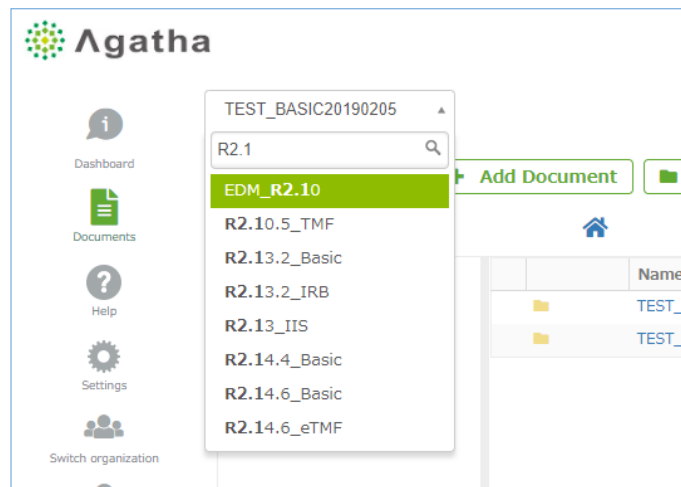 Agatha
TEST_BASIC20190205
R2.1
Dashboard
EDM_R2.10
Add Document
R2.10.5_TMF
Documents
R2.13.2_Basic
Name
R2.13.2_IRB
TEST_
Help
R2.13_IIS
TEST_
R2.14.4_Basic
Settings
R2.14.6_Basic
R2.14.6_eTMF
Switch organization